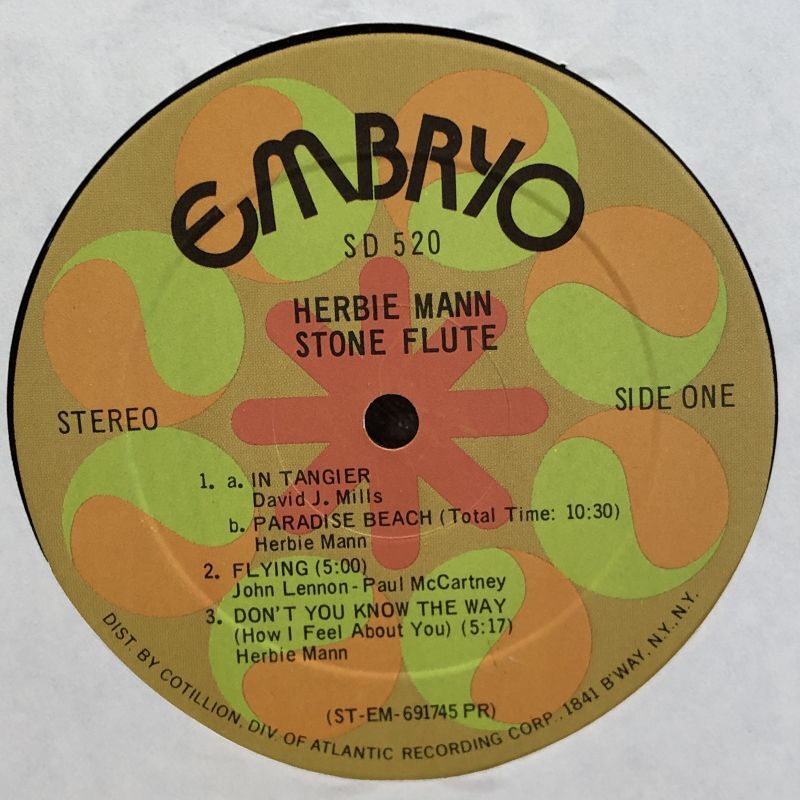 EMBRYO
SD 520
HERBIE MANN
STONE FLUTE
STEREO
SIDE ONE
1. a. IN TANGIER
David J. Mills
b. PARADISE BEACH (Total Time: 10:30)
Herbie Mann
2. FLYING (5:00)
John Lennon-Paul McCartney
3. DON'T YOU KNOW THE WAY
(How I Feel About You) (5:17)
Herbie Mann
(ST-EM-691745 PR)
DIST. BY COTILLION, DIV. OF ATLANTIC RECORDING CORP., 1841 B'WAY, N.Y., N.Y.